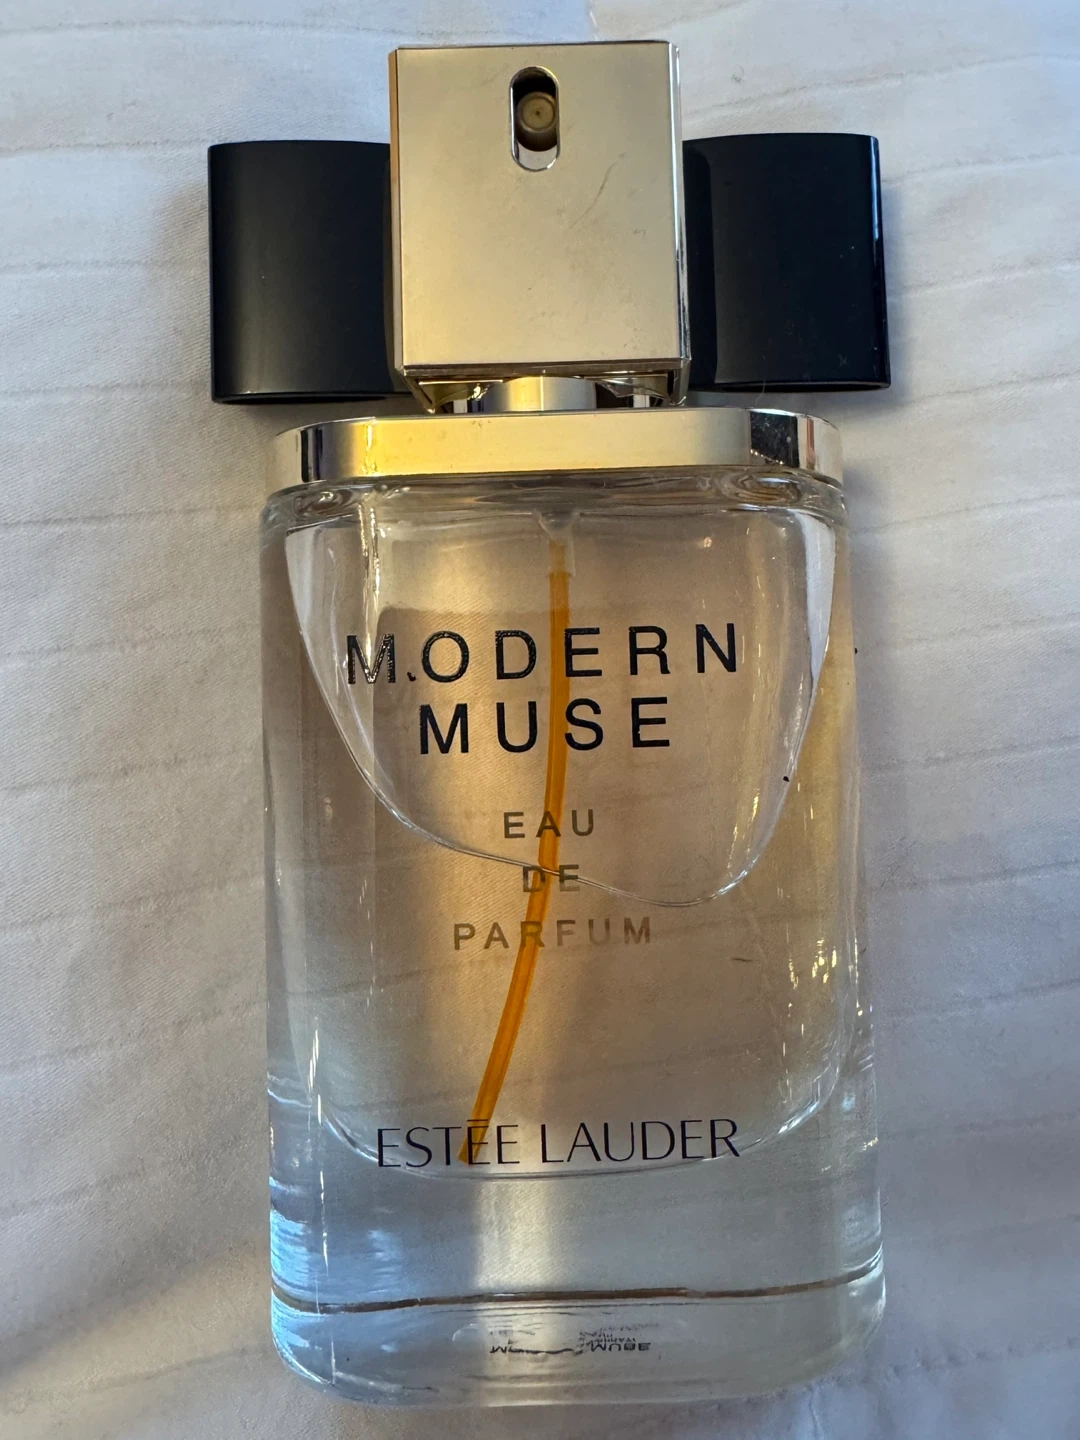 MODERN
MUSE
EAU
DE
PARFUM
ESTĒE LAUDER